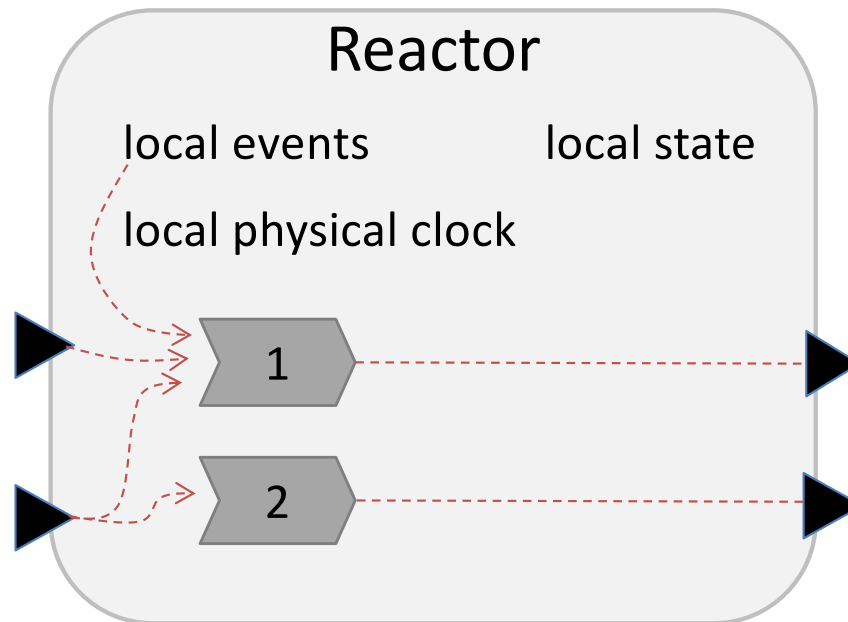 Reactor
local events
local state
local physical clock
1
2